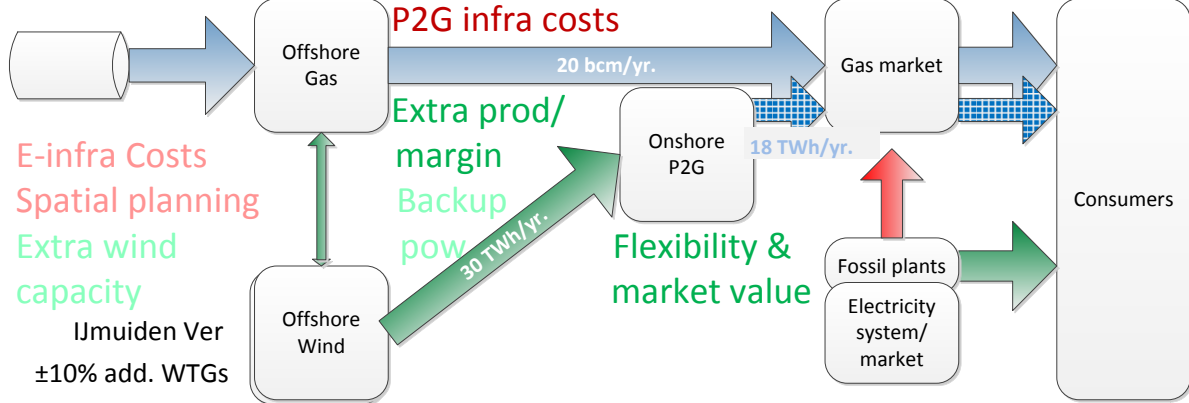 P2G infra costs
Offshore
Gas
20 bcm/yr.
Gas market
Extra prod/
margin
Backup
pow
30 TWh/yr.
Onshore
P2G
18 TWh/yr.
E-infra Costs
Spatial planning
Extra wind
capacity
IJmuiden Ver
±10% add. WTGs
Offshore
Wind
Flexibility &
market value
Fossil plants
Electricity
system/
market
Consumers